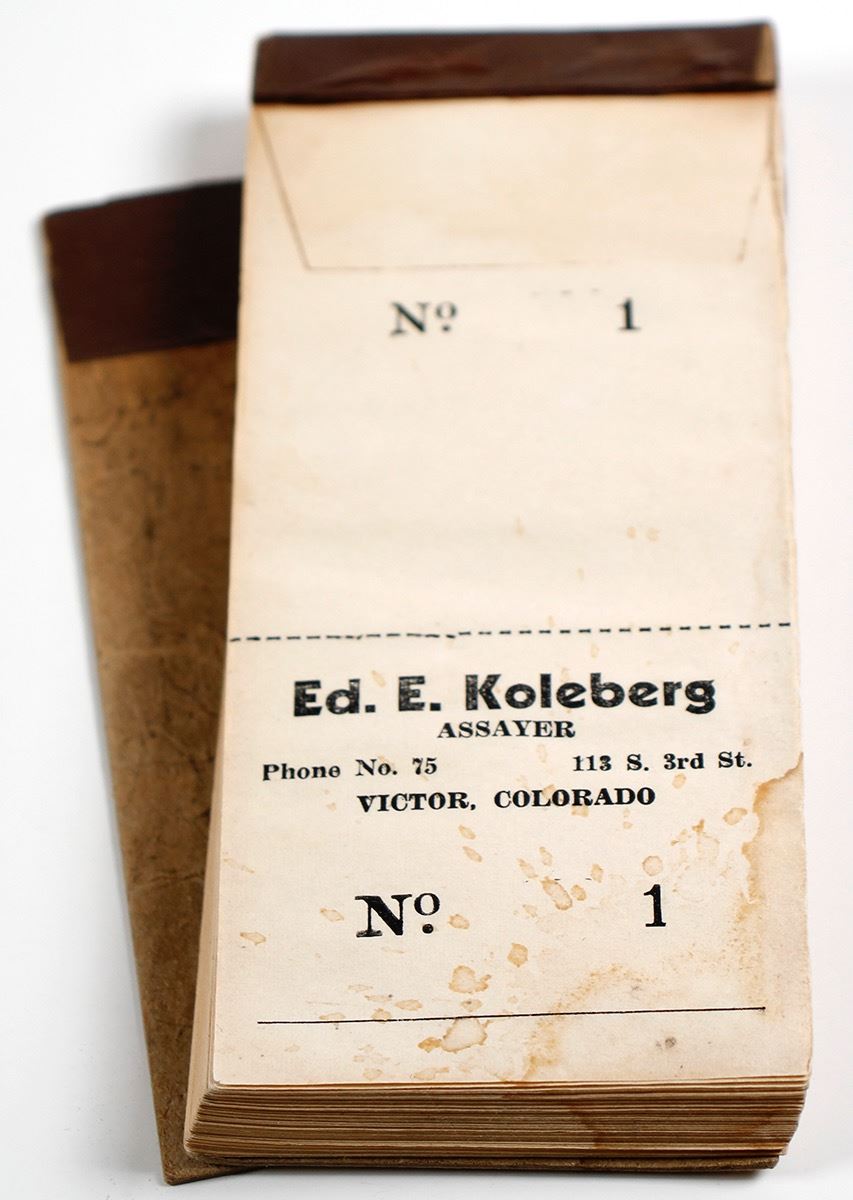 Nº 1
Ed. E. Koleberg
ASSAYER
Phone No. 75 113 S. 3rd St.
VICTOR, COLORADO
Nº 1